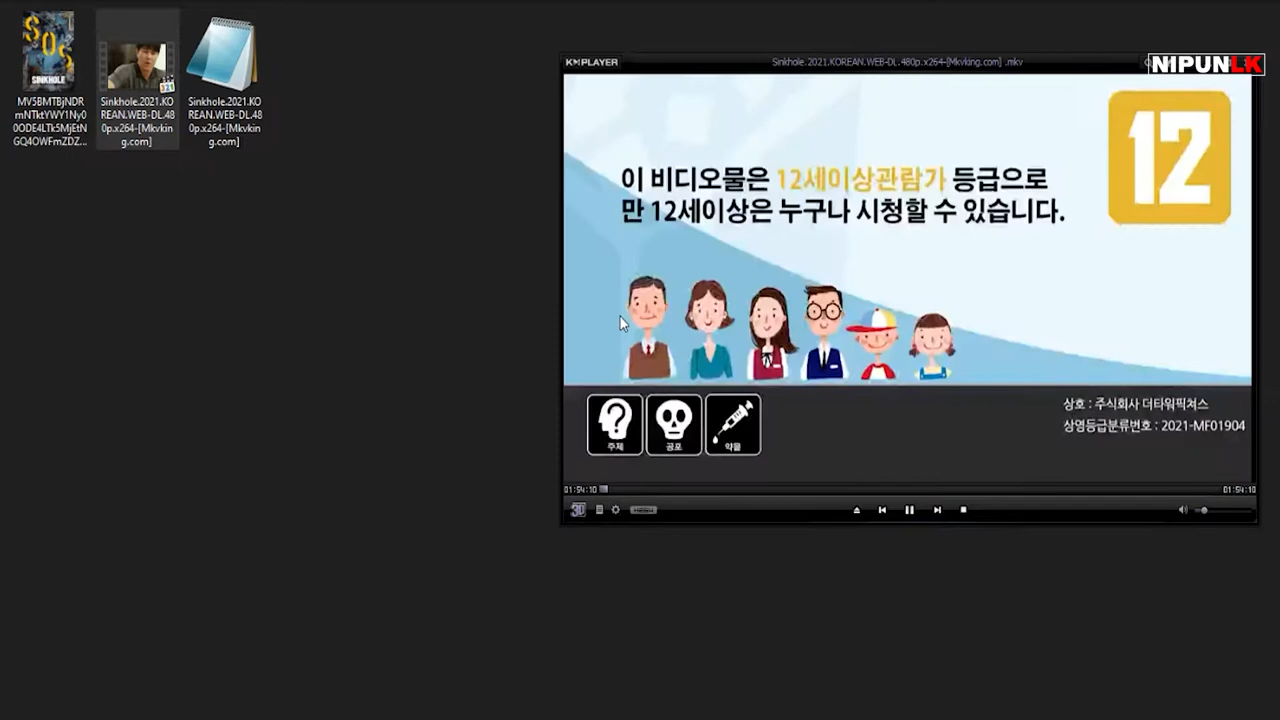 SOS
SINKHOLE
MV5BMTBjNDR
mNTktYWY1Ny0
0ODE4LTk5MjEtN
GQ4OWFmZDZ...
321
Sinkhole.2021.KO
REAN.WEB-DL.48
0p.x264-[Mkvkin
g.com]
Sinkhole.2021.KO
REAN.WEB-DL.48
0p.x264-[Mkvkin
g.com]
KMPLAYER
Sinkhole.2021.KOREAN.WEB-DL.480p.x264-[Mkvking.com] .mkv
NIPUNLK
12
이 비디오물은 12세이상관람가 등급으로
만 12세이상은 누구나 시청할 수 있습니다.
주제
공포
약물
상호 : 주식회사 더타워픽쳐스
상영등급분류번호 : 2021-MF01904
01:54:10
01:54:10
3D
MENU